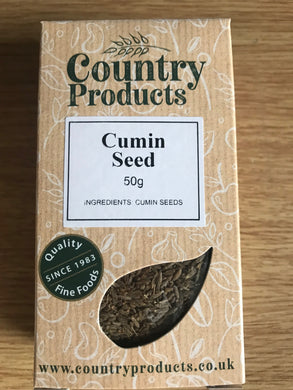 Country
Products
Cumin
Seed
50g
INGREDIENTS: CUMIN SEEDS
Quality
SINCE 1983
Fine Foods
www.countryproducts.co.uk